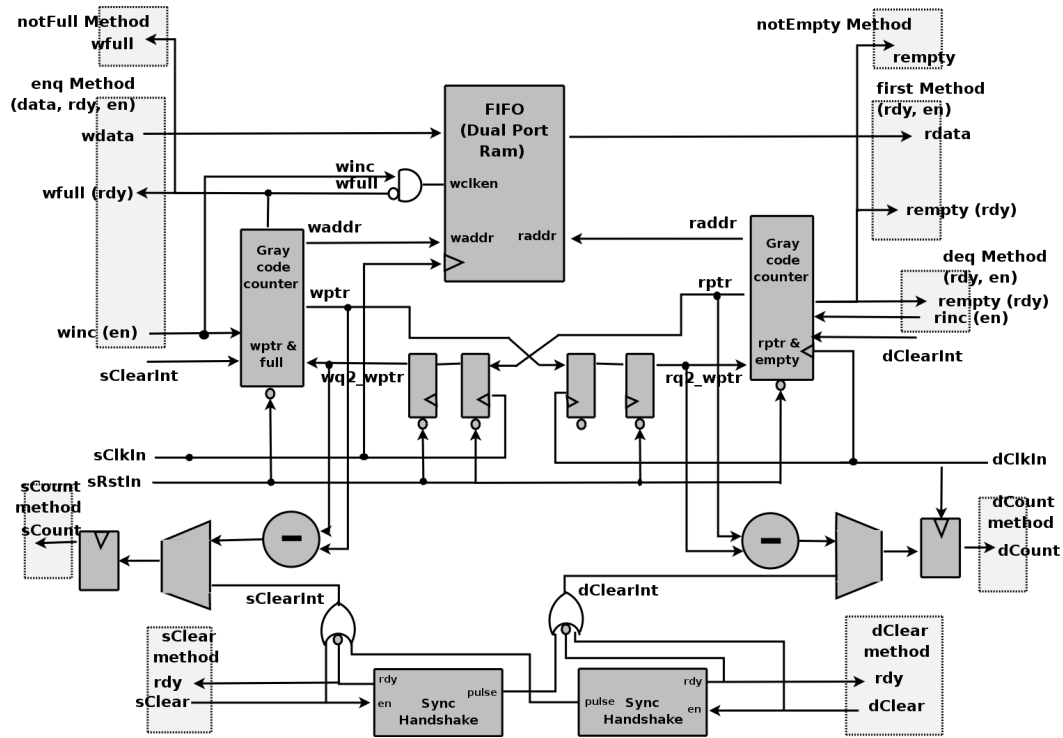 notFull Method
wfull
enq Method
(data, rdy, en)
wdata
wfull (rdy)
winc (en)
sClearInt
winc
wfull
FIFO
(Dual Port
Ram)
wclken
waddr
raddr
waddr
Gray
code
counter
wptr &
full
wptr
wq2_wptr
notEmpty Method
rempty
first Method
(rdy, en)
rdata
rempty (rdy)
raddr
Gray
code
counter
rptr &
empty
rptr
rq2_wptr
deq Method
(rdy, en)
rempty (rdy)
rinc (en)
dClearInt
sClkIn
sRstIn
dClkIn
sCount
method
sCount
dCount
method
dCount
sClearInt
dClearInt
sClear
method
rdy
sClear
rdy
en
pulse
Sync
Handshake
pulse
rdy
en
Sync
Handshake
dClear
method
rdy
dClear